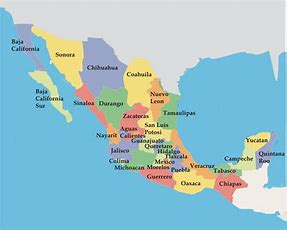 Baja
California
Sonora
Chihuahua
Coahuila
Baja
California
Sur
Sinaloa
Durango
Nuevo
Leon
Tamaulipas
Zacatecas
San Luis
Potosi
Nayarit
Aguas
Calientes
Guanajuato
Queretaro
Hidalgo
Jalisco
Colima
Michoacan
Mexico
Tlaxcala
Morelos
Puebla
Veracruz
Guerrero
Oaxaca
Tabasco
Chiapas
Campeche
Yucatan
Quintana
Roo